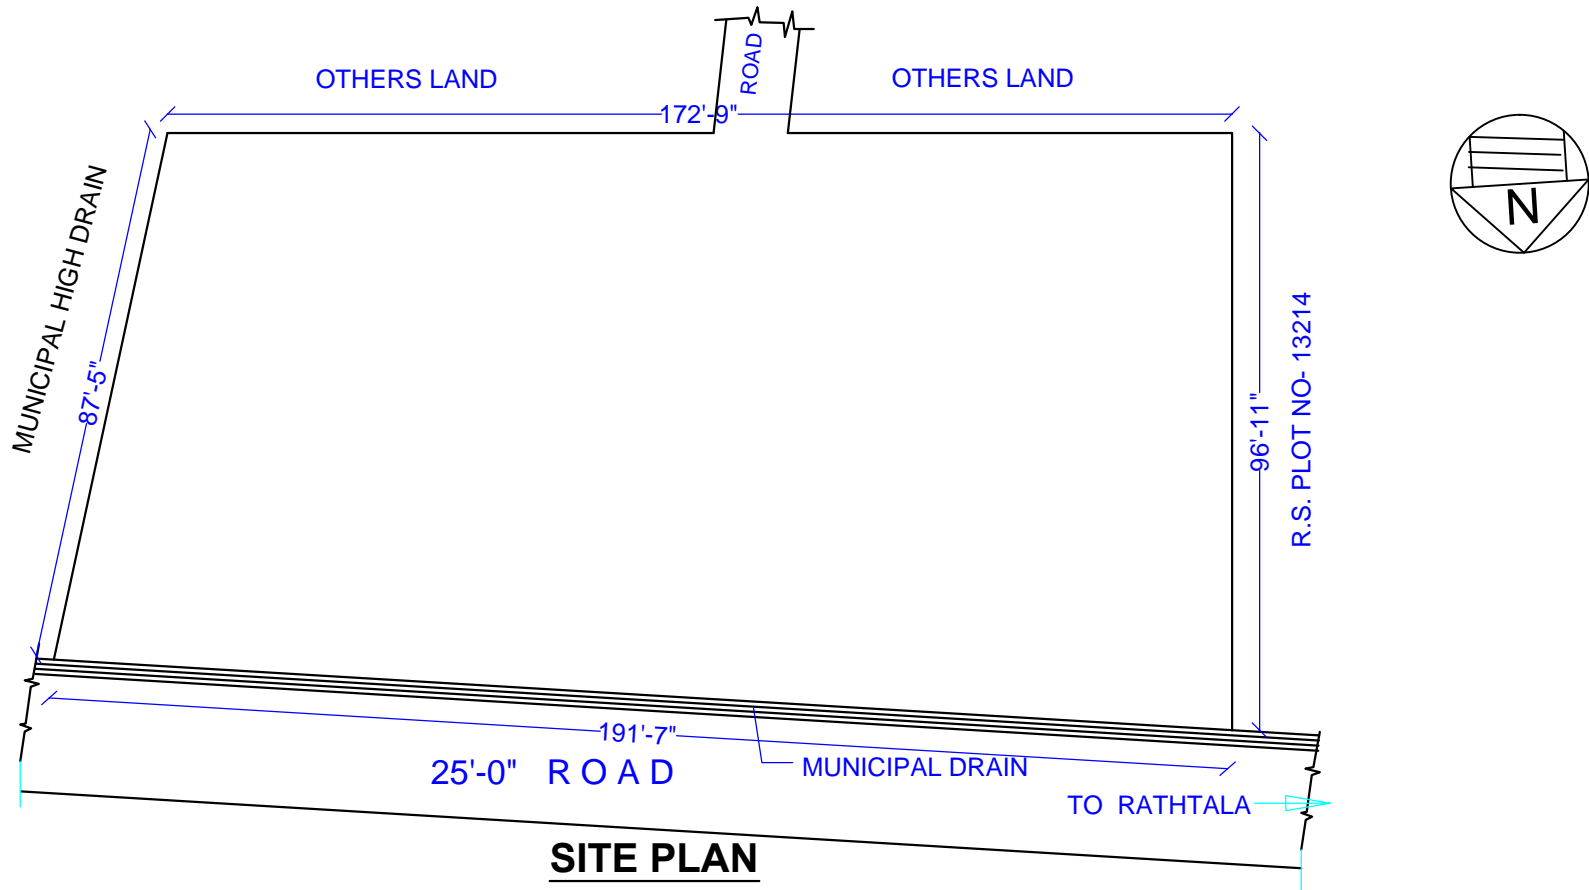 ROAD
OTHERS LAND
OTHERS LAND
172'-9"
MUNICIPAL HIGH DRAIN
87'-5"
N
96'-11"
R.S. PLOT NO- 13214
191'-7"
25'-0" ROAD
MUNICIPAL DRAIN
TO RATHTALA
SITE PLAN